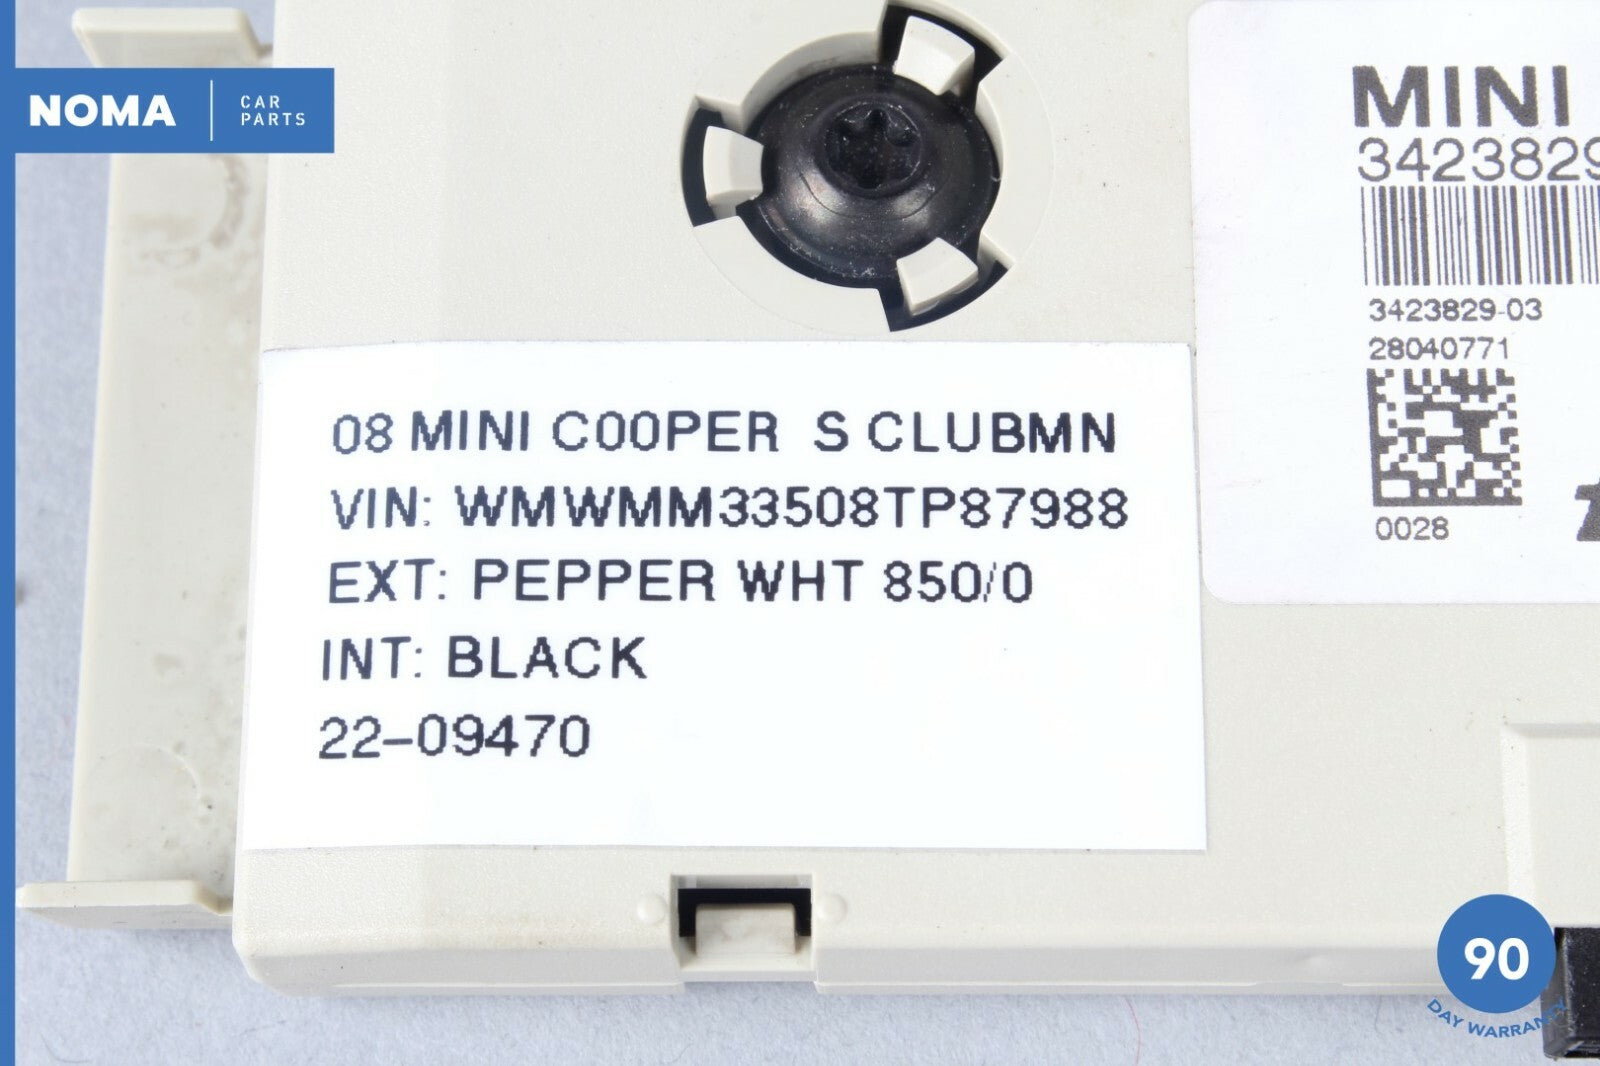 NOMA
CAR
PARTS
MINI
3423829
3423829-03
28040771
0028
08 MINI COOPER S CLUBMN
VIN: WMWMM33508TP87988
EXT: PEPPER WHT 850/0
INT: BLACK
22-09470
90
DAY WARRANTY